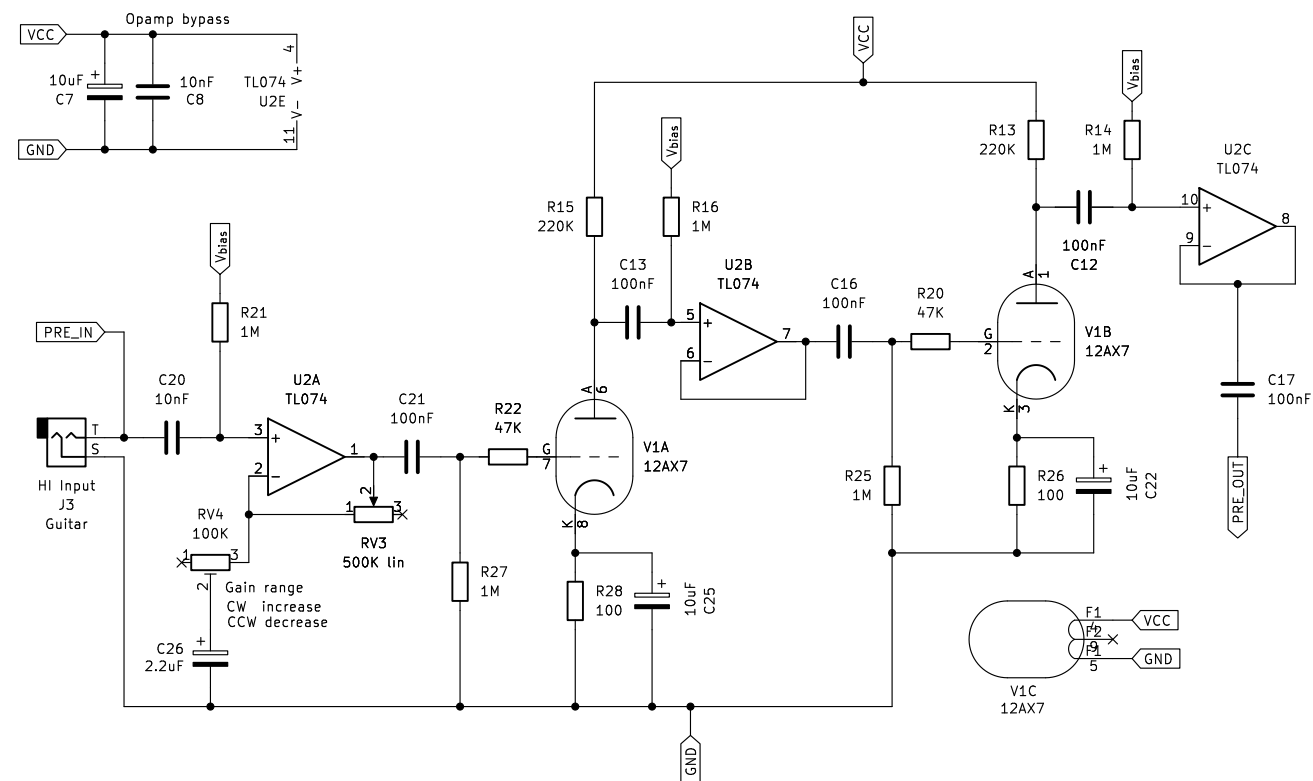 Opamp bypass
VCC
10uF
C7
+
10nF
C8
TL074
U2E
V+
V-
4
11
GND
VCC
Vbias
R13
220K
R14
1M
U2C
TL074
10
9
8
+
-
100nF
C12
R15
220K
Vbias
R16
1M
C13
100nF
U2B
TL074
5
6
7
+
-
C16
100nF
R20
47K
A
1
G
2
K
3
V1B
12AX7
C17
100nF
PRE_OUT
Vbias
R21
1M
PRE_IN
C20
10nF
U2A
TL074
3
2
1
+
-
C21
100nF
R22
47K
A
6
G
7
K
8
V1A
12AX7
T
S
HI Input
J3
Guitar
RV4
100K
1
3
2
Gain range
CW increase
CCW decrease
1
2
3
RV3
500K lin
C26
2.2uF
+
R27
1M
R28
100
+
10uF
C25
R25
1M
R26
100
+
10uF
C22
GND
F1
4
F2
9
F1
5
VCC
GND
V1C
12AX7